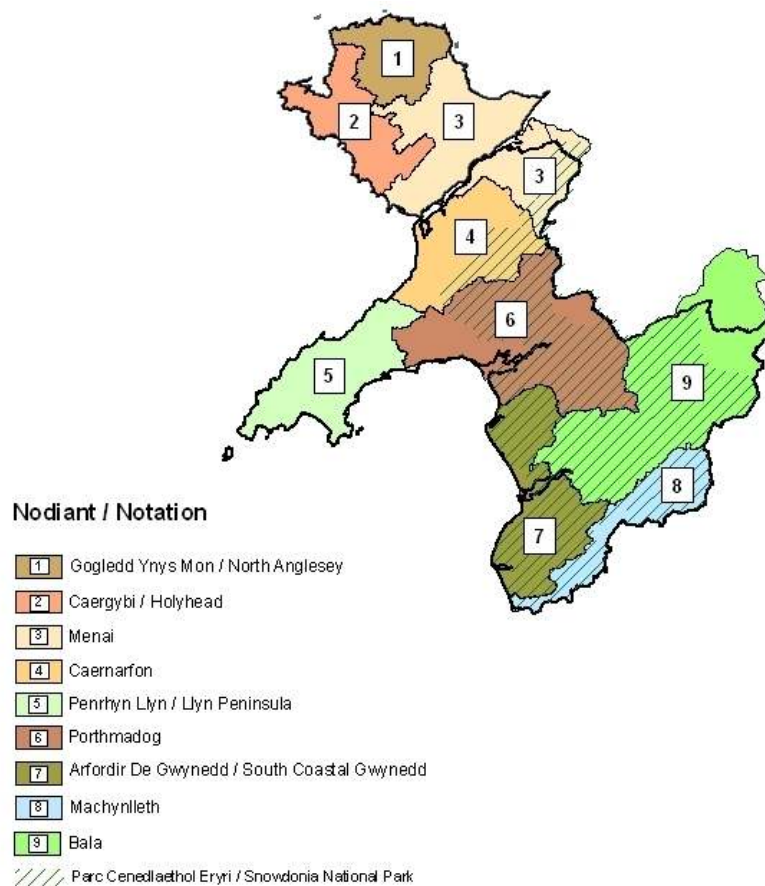 1
2
3
3
4
6
5
9
8
7
Nodiant / Notation
1 Gogledd Ynys Mon / North Anglesey
2 Caergybi / Holyhead
3 Menai
4 Caernarfon
5 Penrhyn Llyn / Llyn Peninsula
6 Porthmadog
7 Arfordir De Gwynedd / South Coastal Gwynedd
8 Machynlleth
9 Bala
Parc Cenedlaethol Eryri / Snowdonia National Park